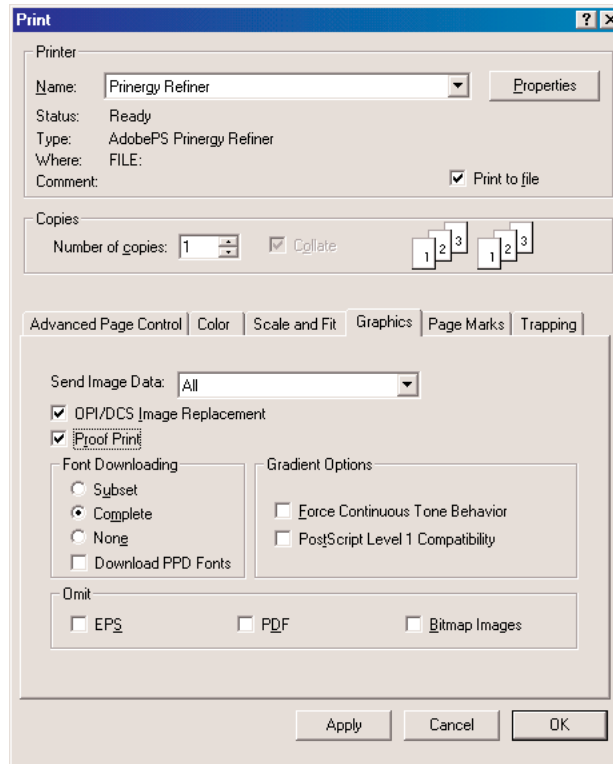 Print
Printer
Name: Prinergy Refiner Properties
Status: Ready
Type: AdobePS Prinergy Refiner
Where: FILE:
Comment: Print to file
Copies
Number of copies: 1 Collate 1 2 3 1 2 3
Advanced Page Control Color Scale and Fit Graphics Page Marks Trapping
Send Image Data: All
OPI/DCS Image Replacement
Proof Print
Font Downloading Gradient Options
Subset
Complete Force Continuous Tone Behavior
None PostScript Level 1 Compatibility
Download PPD Fonts
Omit
EPS PDF Bitmap Images
Apply Cancel OK